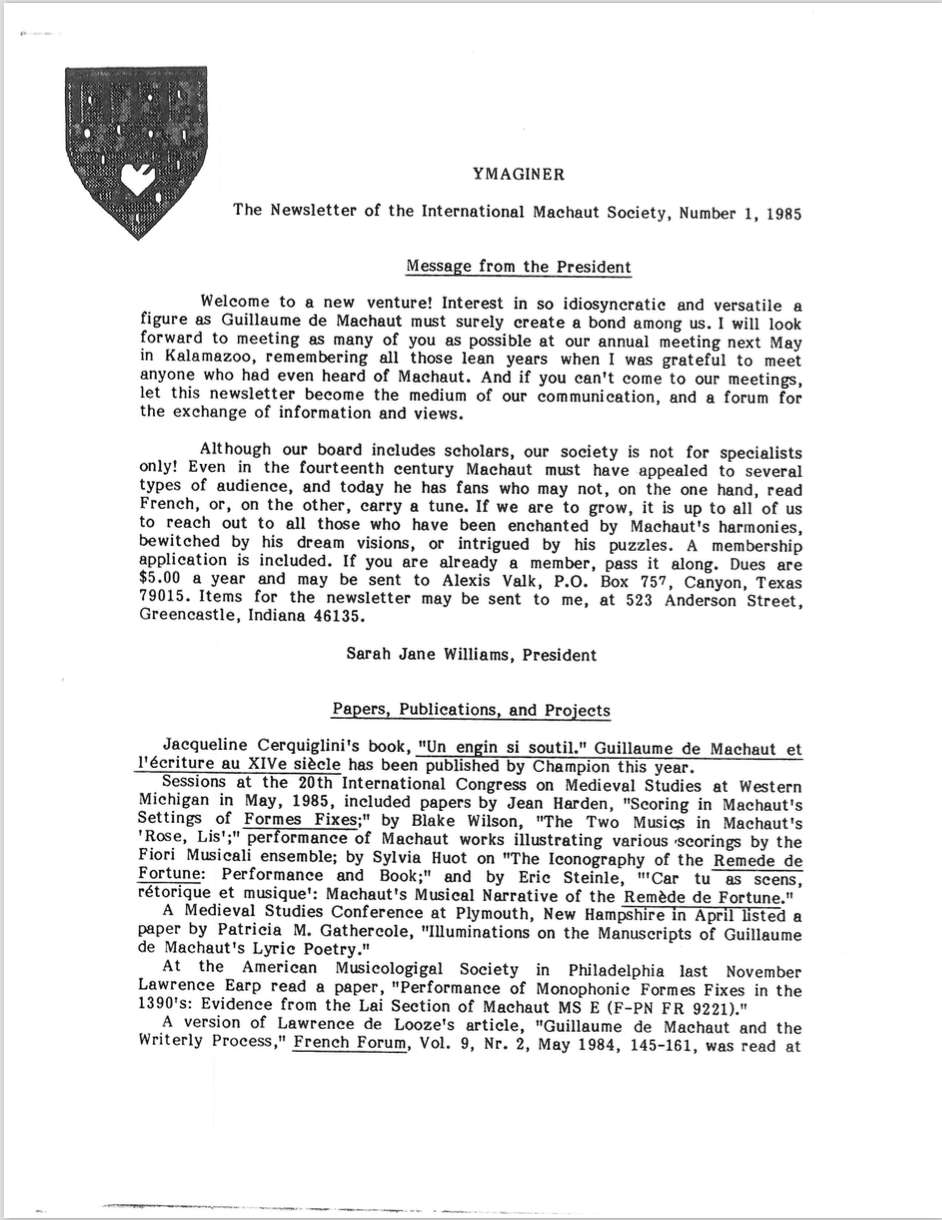 YMAGINER
The Newsletter of the International Machaut Society, Number 1, 1985
Message from the President
Welcome to a new venture! Interest in so idiosyncratic and versatile a
figure as Guillaume de Machaut must surely create a bond among us. I will look
forward to meeting as many of you as possible at our annual meeting next May
in Kalamazoo, remembering all those lean years when I was grateful to meet
anyone who had even heard of Machaut. And if you can't come to our meetings,
let this newsletter become the medium of our communication, and a forum for
the exchange of information and views.
Although our board includes scholars, our society is not for specialists
only! Even in the fourteenth century Machaut must have appealed to several
types of audience, and today he has fans who may not, on the one hand, read
French, or, on the other, carry a tune. If we are to grow, it is up to all of us
to reach out to all those who have been enchanted by Machaut's harmonies,
bewitched by his dream visions, or intrigued by his puzzles. A membership
application is included. If you are already a member, pass it along. Dues are
$5.00 a year and may be sent to Alexis Valk, P.O. Box 757, Canyon, Texas
79015. Items for the newsletter may be sent to me, at 523 Anderson Street,
Greencastle, Indiana 46135.
Sarah Jane Williams, President
Papers, Publications, and Projects
Jacqueline Cerquiglini's book, "Un engin si soutil." Guillaume de Machaut et
l'écriture au XIVe siècle has been published by Champion this year.
Sessions at the 20th International Congress on Medieval Studies at Western
Michigan in May, 1985, included papers by Jean Harden, "Scoring in Machaut's
Settings of Formes Fixes;" by Blake Wilson, "The Two Musics in Machaut's
'Rose, Lis';" performance of Machaut works illustrating various scorings by the
Fiori Musicali ensemble; by Sylvia Huot on "The Iconography of the Remede de
Fortune: Performance and Book;" and by Eric Steinle, "'Car tu as scens,
rétorique et musique': Machaut's Musical Narrative of the Remède de Fortune."
A Medieval Studies Conference at Plymouth, New Hampshire in April listed a
paper by Patricia M. Gathercole, "Illuminations on the Manuscripts of Guillaume
de Machaut's Lyric Poetry."
At the American Musicologigal Society in Philadelphia last November
Lawrence Earp read a paper, "Performance of Monophonic Formes Fixes in the
1390's: Evidence from the Lai Section of Machaut MS E (F-PN FR 9221)."
A version of Lawrence de Looze's article, "Guillaume de Machaut and the
Writerly Process," French Forum, Vol. 9, Nr. 2, May 1984, 145-161, was read at